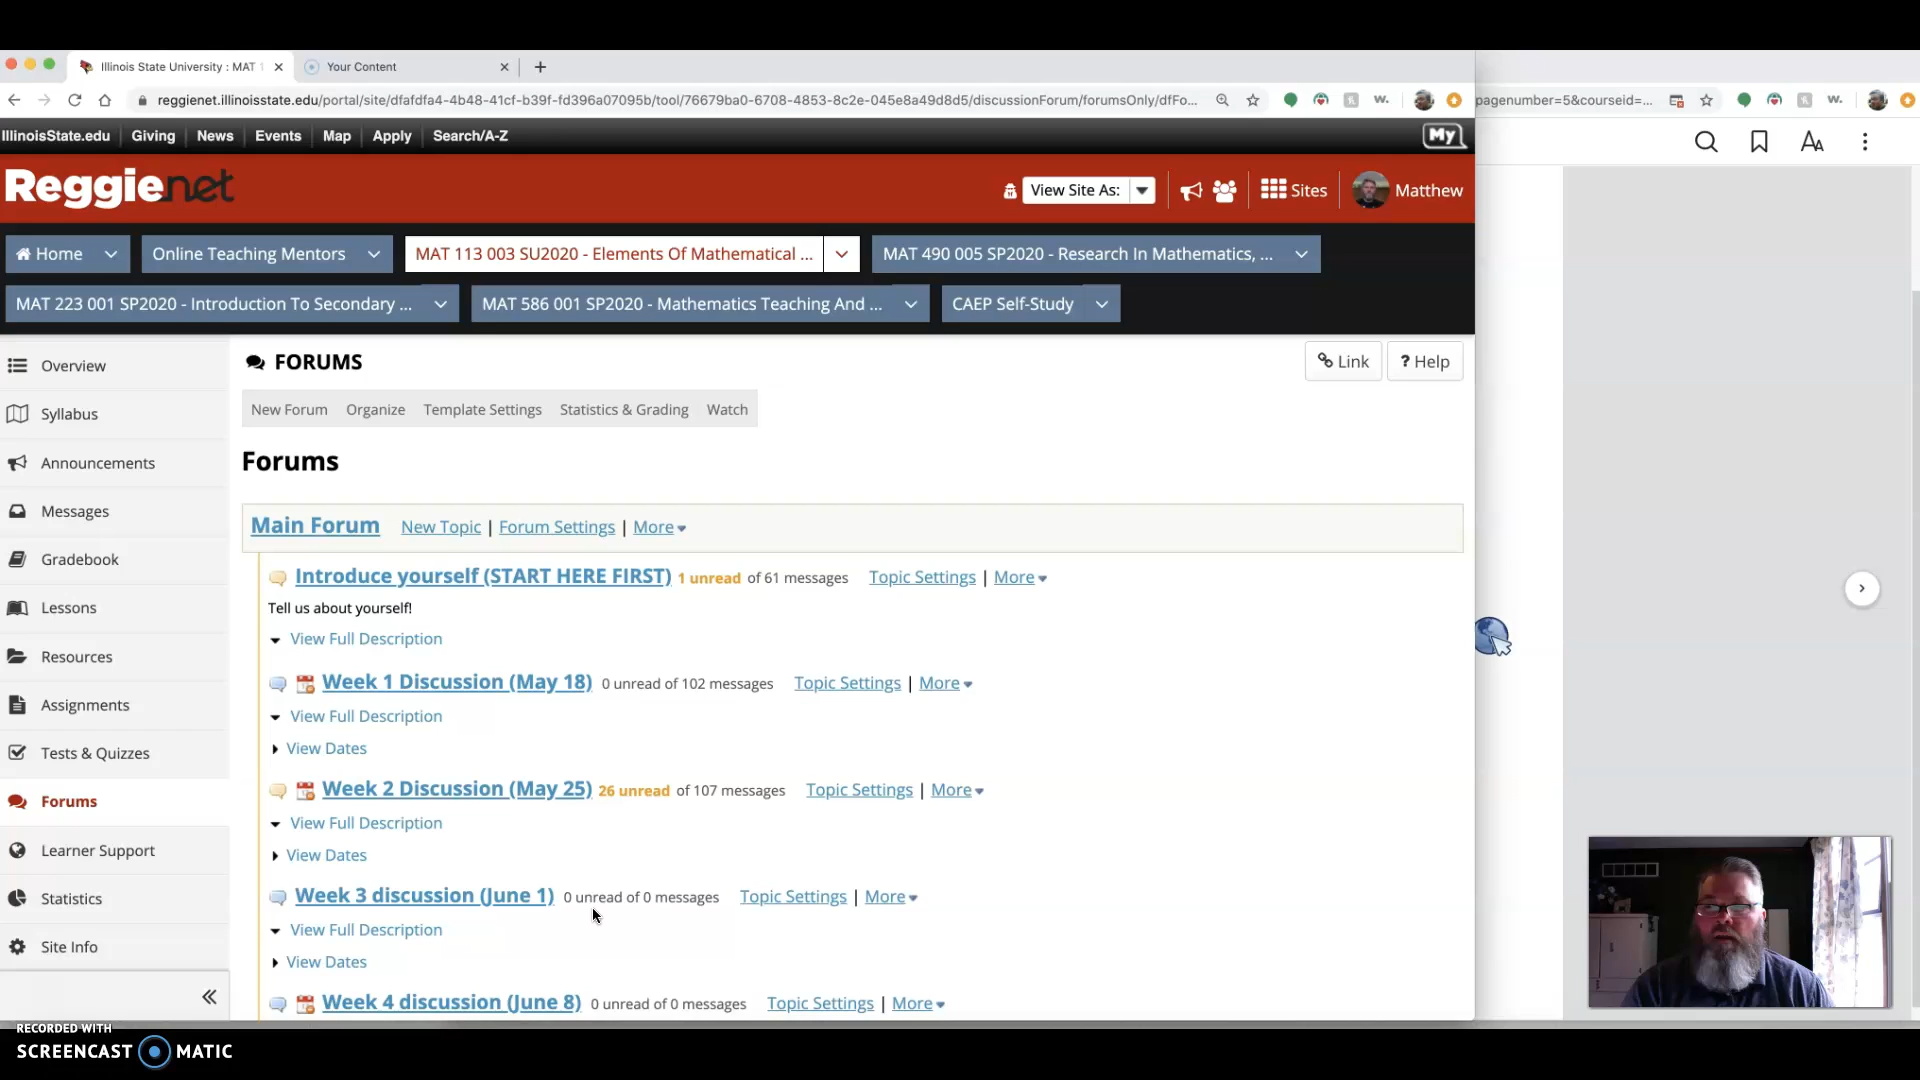 Illinois State University : MAT 1
Your Content
reggienet.illinoisstate.edu/portal/site/dfafdfa4-4b48-41cf-b39f-fd396a07095b/tool/76679ba0-6708-4853-8c2e-045e8a49d8d5/discussionForum/forumsOnly/dfFo...
pagenumber=5&courseid=...
IllinoisState.edu Giving News Events Map Apply Search/A-Z My
Reggienet View Site As: Sites Matthew
Home Online Teaching Mentors MAT 113 003 SU2020 - Elements Of Mathematical ... MAT 490 005 SP2020 - Research In Mathematics, ...
MAT 223 001 SP2020 - Introduction To Secondary ... MAT 586 001 SP2020 - Mathematics Teaching And ... CAEP Self-Study
Overview
Syllabus
Announcements
Messages
Gradebook
Lessons
Resources
Assignments
Tests & Quizzes
Forums
Learner Support
Statistics
Site Info
FORUMS
Link ? Help
New Forum Organize Template Settings Statistics & Grading Watch
Forums
Main Forum New Topic | Forum Settings | More
Introduce yourself (START HERE FIRST) 1 unread of 61 messages Topic Settings | More
Tell us about yourself!
View Full Description
Week 1 Discussion (May 18) 0 unread of 102 messages Topic Settings | More
View Full Description
View Dates
Week 2 Discussion (May 25) 26 unread of 107 messages Topic Settings | More
View Full Description
View Dates
Week 3 discussion (June 1) 0 unread of 0 messages Topic Settings | More
View Full Description
View Dates
Week 4 discussion (June 8) 0 unread of 0 messages Topic Settings | More
RECORDED WITH
SCREENCAST MATIC